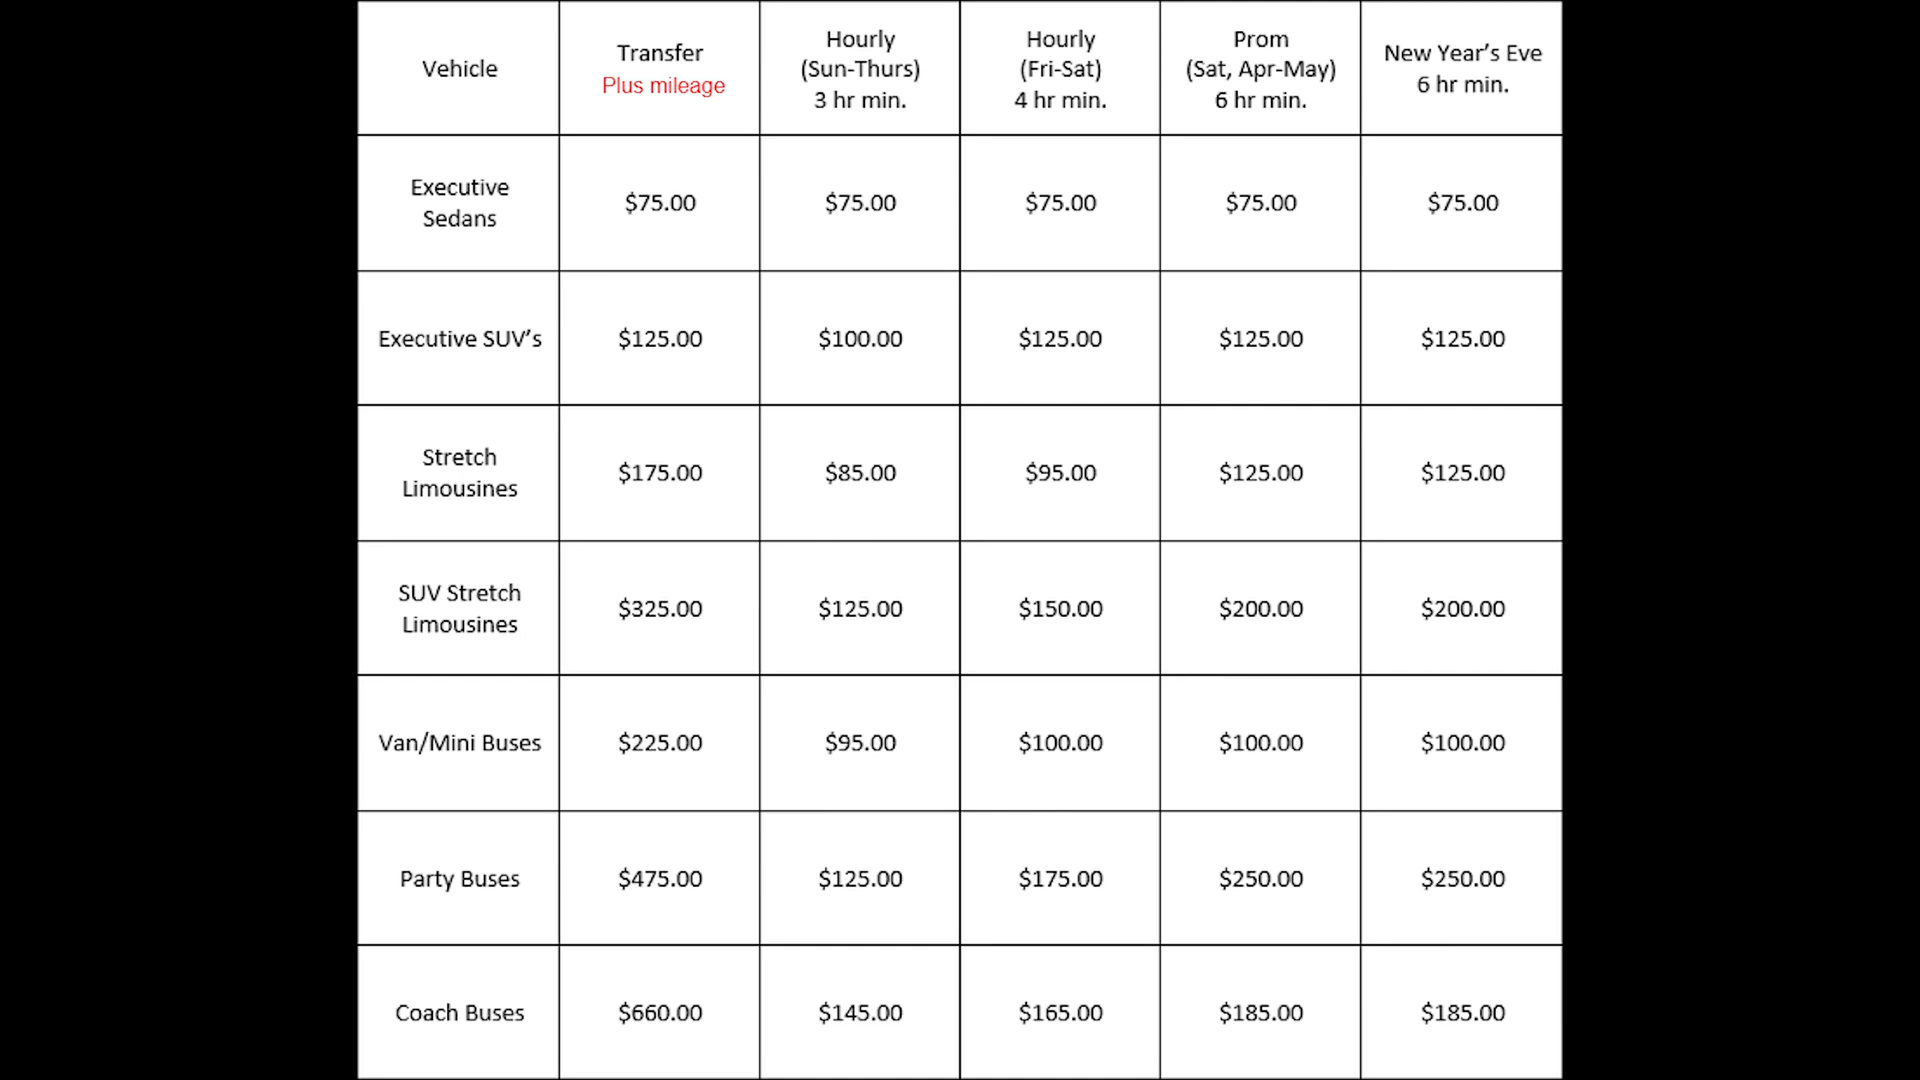 Vehicle
Transfer
Plus mileage
Hourly
(Sun-Thurs)
3 hr min.
Hourly
(Fri-Sat)
4 hr min.
Prom
(Sat, Apr-May)
6 hr min.
New Year’s Eve
6 hr min.
Executive
Sedans
$75.00
$75.00
$75.00
$75.00
$75.00
Executive SUV’s
$125.00
$100.00
$125.00
$125.00
$125.00
Stretch
Limousines
$175.00
$85.00
$95.00
$125.00
$125.00
SUV Stretch
Limousines
$325.00
$125.00
$150.00
$200.00
$200.00
Van/Mini Buses
$225.00
$95.00
$100.00
$100.00
$100.00
Party Buses
$475.00
$125.00
$175.00
$250.00
$250.00
Coach Buses
$660.00
$145.00
$165.00
$185.00
$185.00